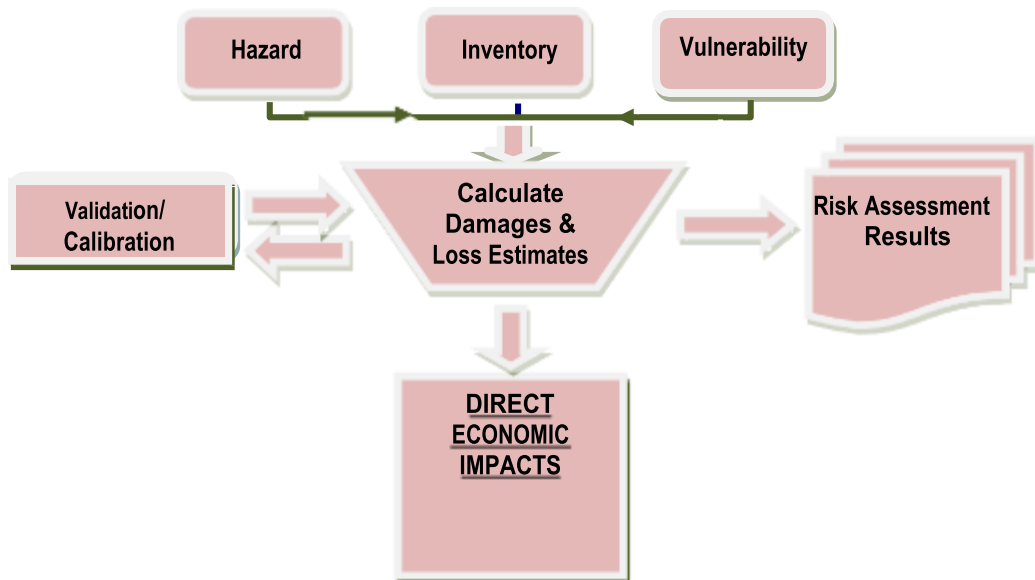 Hazard
Inventory
Vulnerability
Validation/
Calibration
Calculate
Damages &
Loss Estimates
Risk Assessment
Results
DIRECT
ECONOMIC
IMPACTS